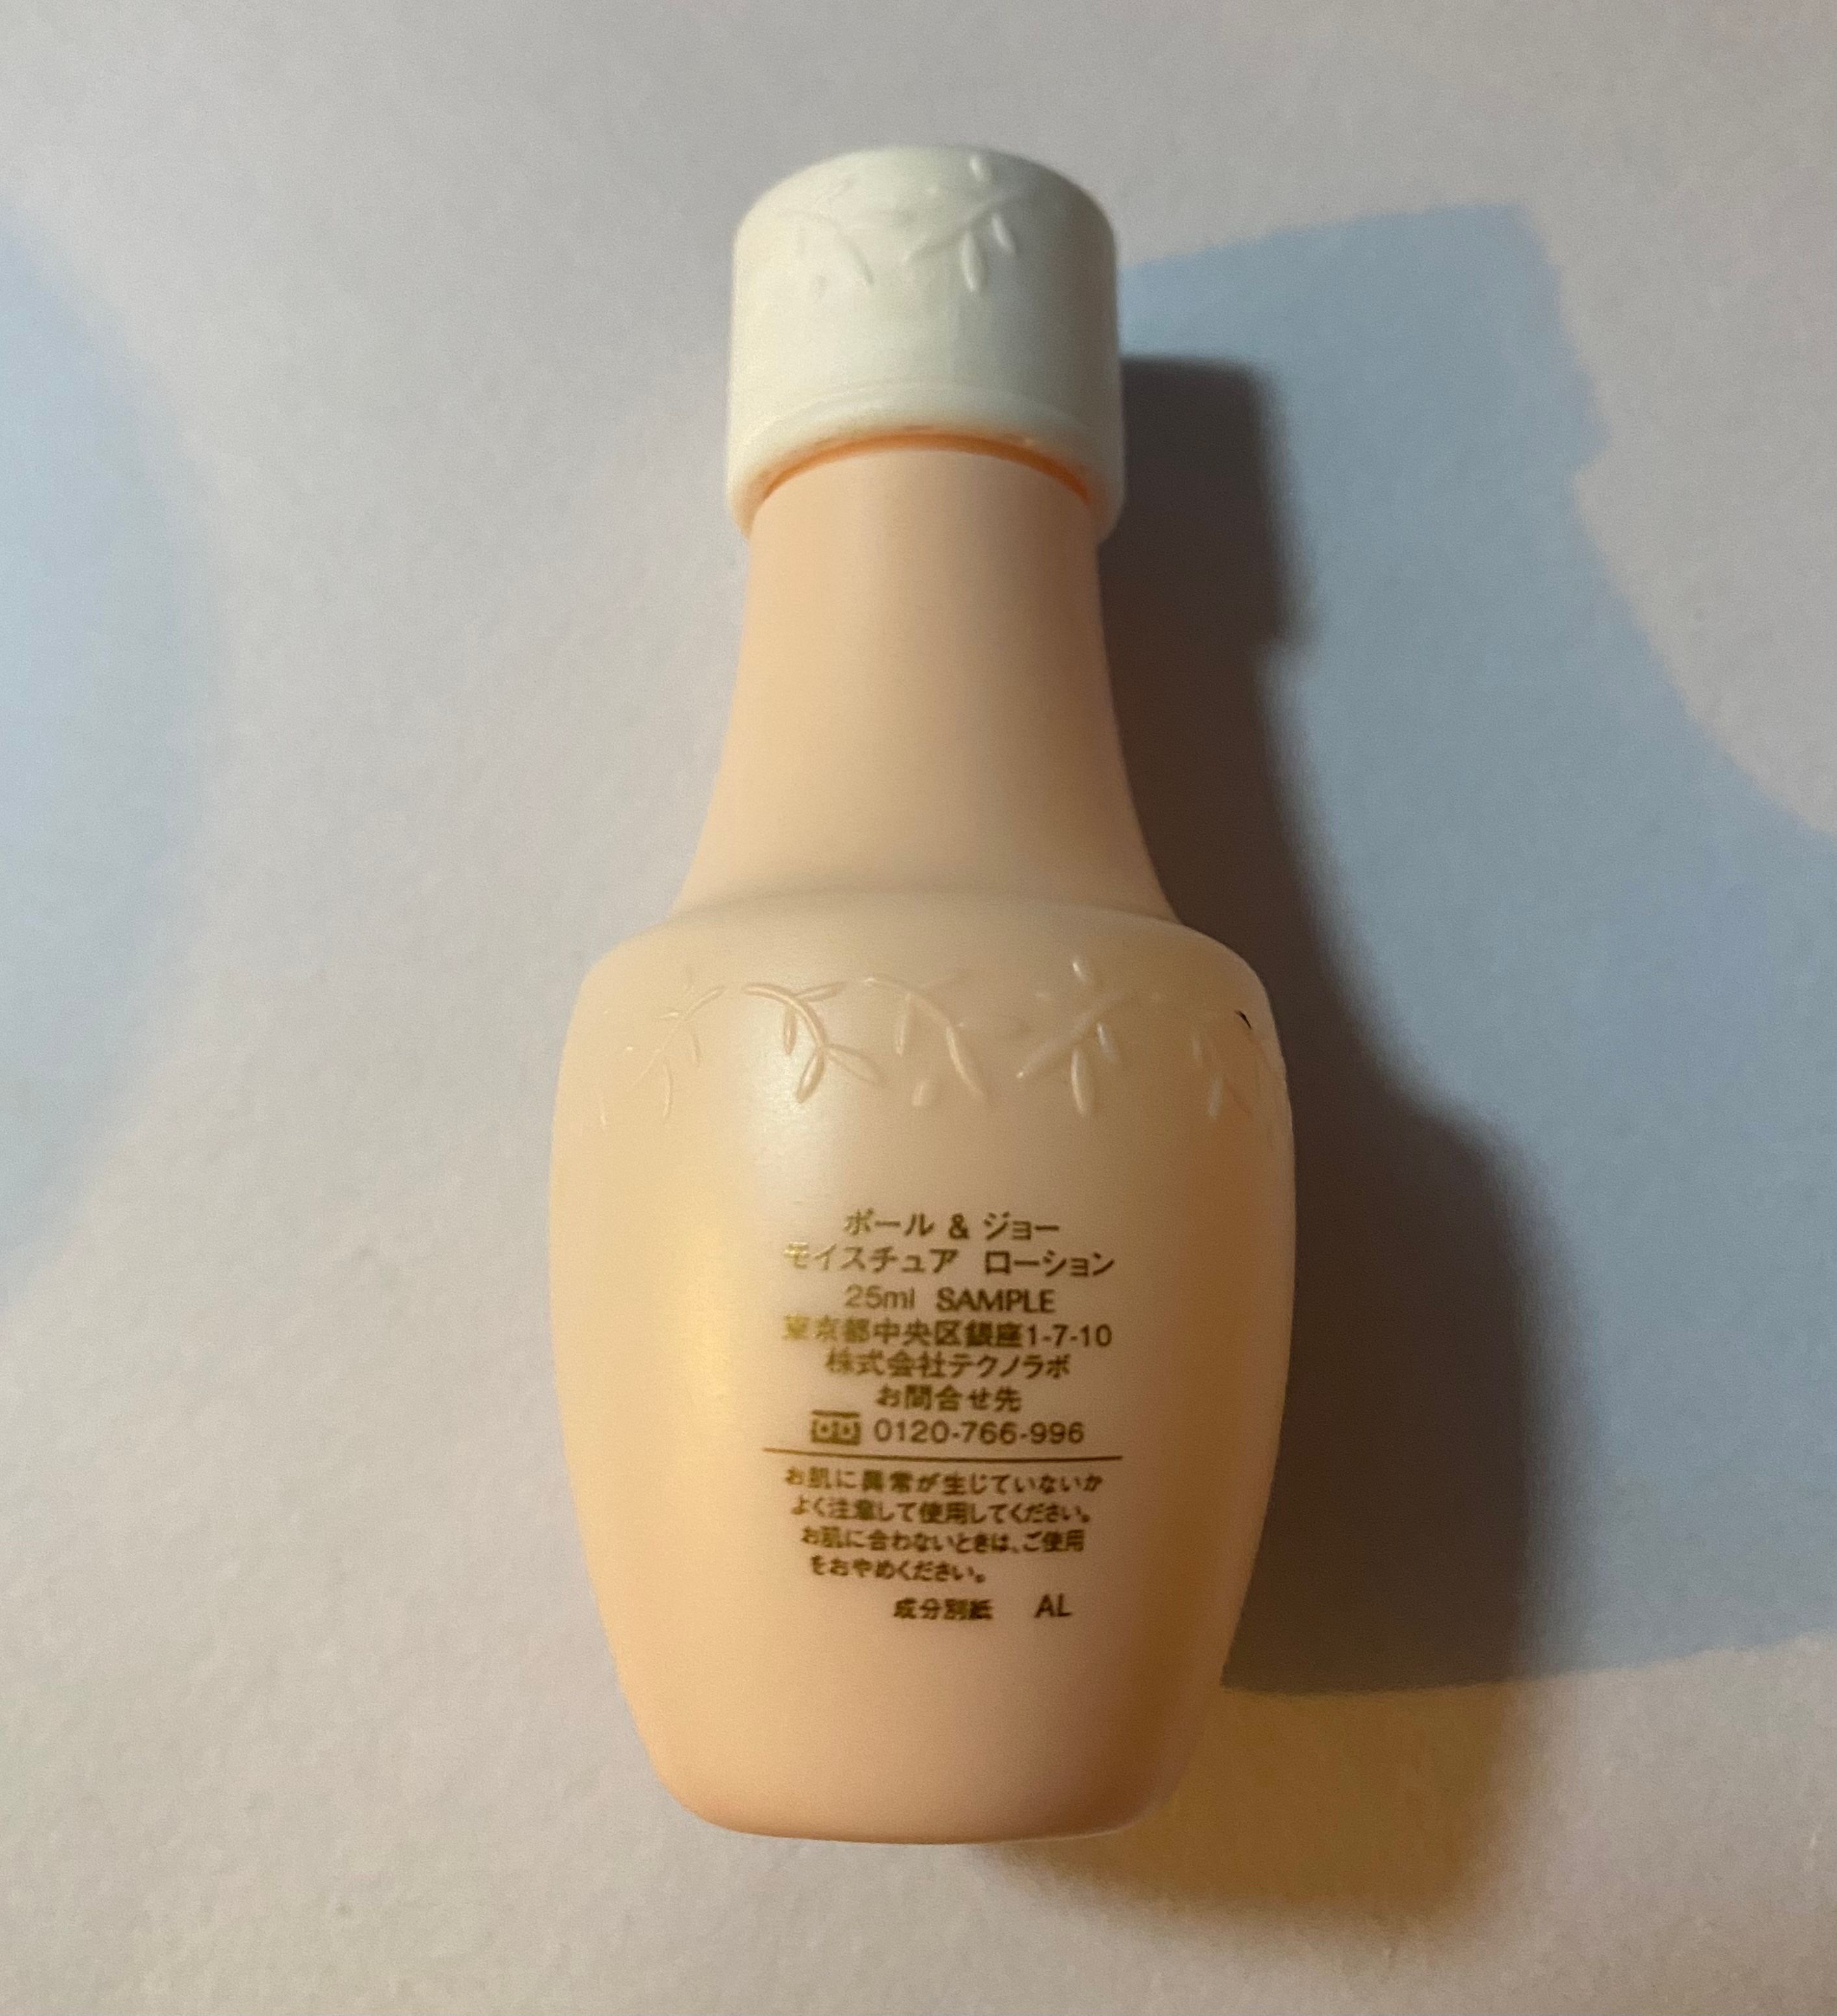 ポール & ジョー
モイスチュア ローション
25ml SAMPLE
東京都中央区銀座1-7-10
株式会社テクノラボ
お問合せ先
0120-766-996
お肌に異常が生じていないか
よく注意して使用してください。
お肌に合わないときは、ご使用
をおやめください。
成分別紙 AL